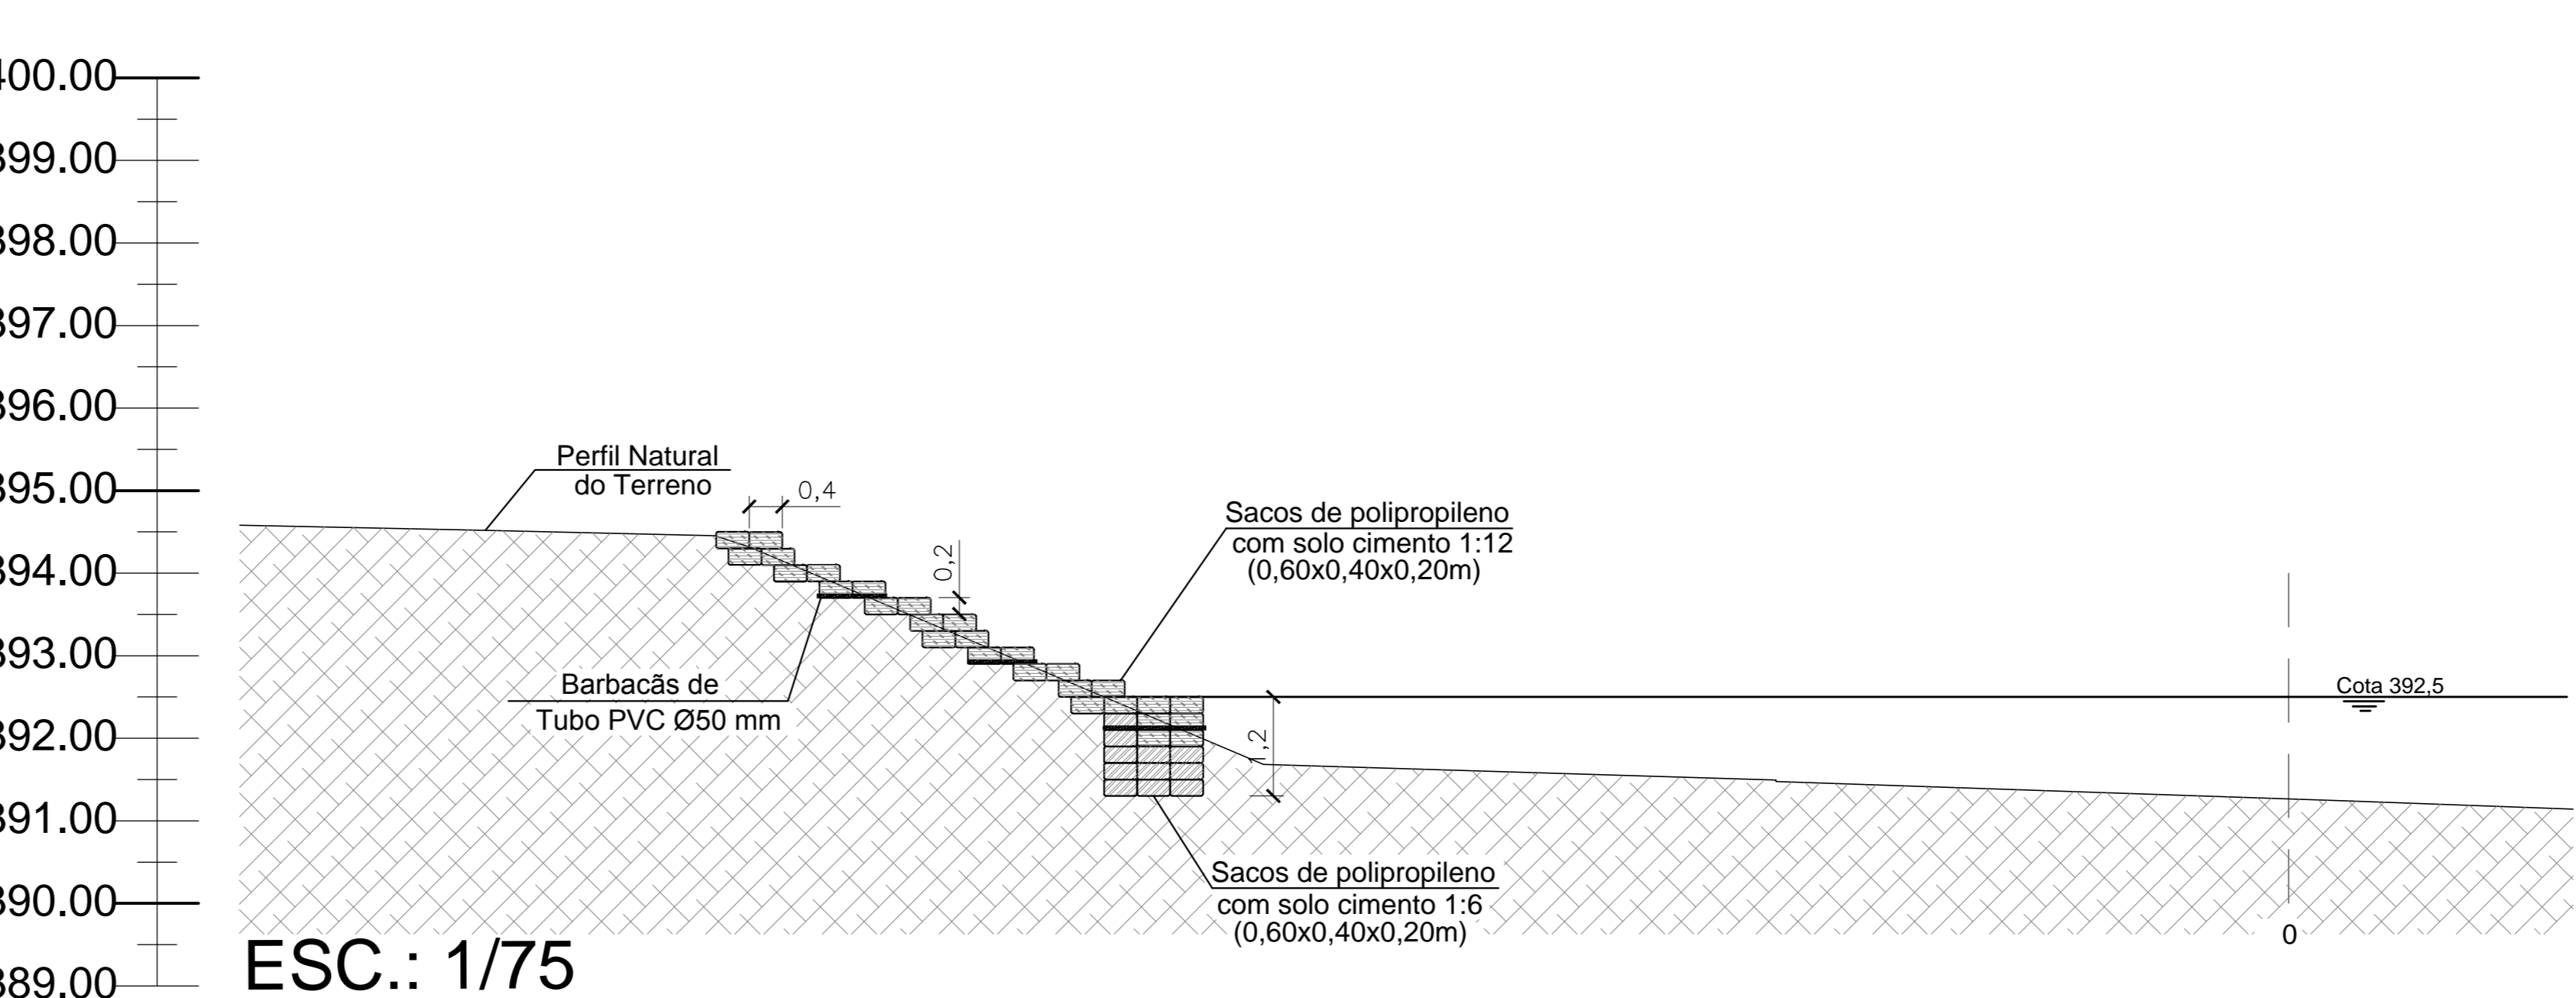 400.00
399.00
398.00
397.00
396.00
395.00
394.00
393.00
392.00
391.00
390.00
389.00
Perfil Natural
do Terreno
0,4
0,2
Sacos de polipropileno
com solo cimento 1:12
(0,60x0,40x0,20m)
Barbacãs de
Tubo PVC Ø50 mm
Cota 392,5
1,2
Sacos de polipropileno
com solo cimento 1:6
(0,60x0,40x0,20m)
0
ESC.: 1/75